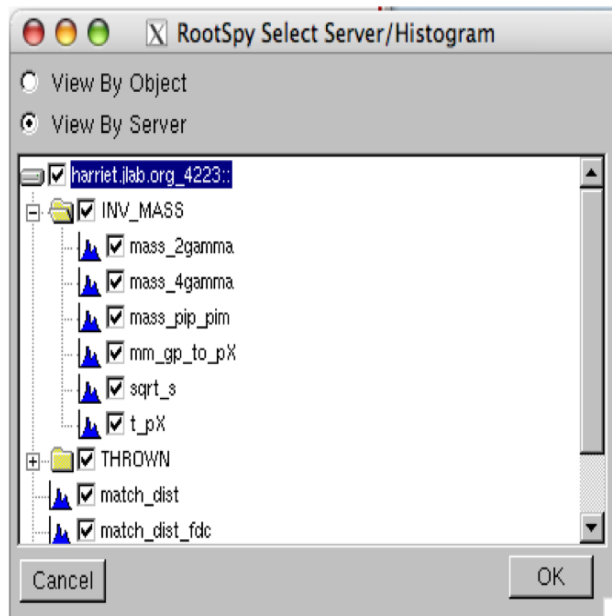 RootSpy Select Server/Histogram
View By Object
View By Server
harriet.jlab.org_4223::
INV_MASS
mass_2gamma
mass_4gamma
mass_pip_pim
mm_gp_to_pX
sqrt_s
t_pX
THROWN
match_dist
match_dist_fdc
Cancel
OK